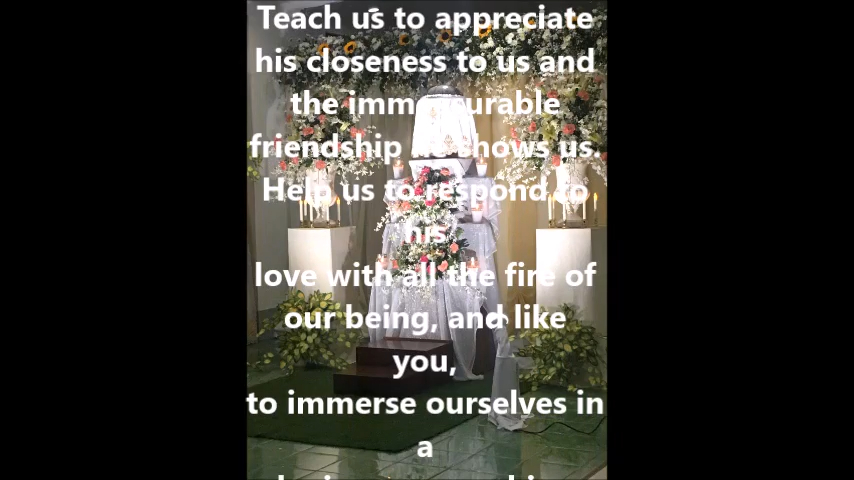 Teach us to appreciate
his closeness to us and
the immeasurable
friendship he shows us.
Help us to respond to
his
love with all the fire of
our being, and like
you,
to immerse ourselves in
a